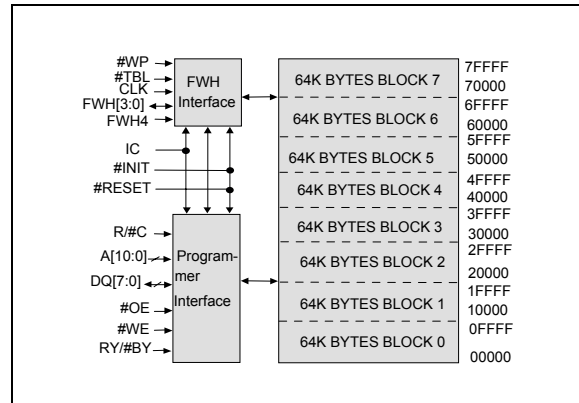 #WP
#TBL
CLK
FWH[3:0]
FWH4
FWH
Interface
IC
#INIT
#RESET
R/#C
A[10:0]
DQ[7:0]
#OE
#WE
RY/#BY
Program-
mer
Interface
64K BYTES BLOCK 7
64K BYTES BLOCK 6
64K BYTES BLOCK 5
64K BYTES BLOCK 4
64K BYTES BLOCK 3
64K BYTES BLOCK 2
64K BYTES BLOCK 1
64K BYTES BLOCK 0
7FFFF
70000
6FFFF
60000
5FFFF
50000
4FFFF
40000
3FFFF
30000
2FFFF
20000
1FFFF
10000
0FFFF
00000